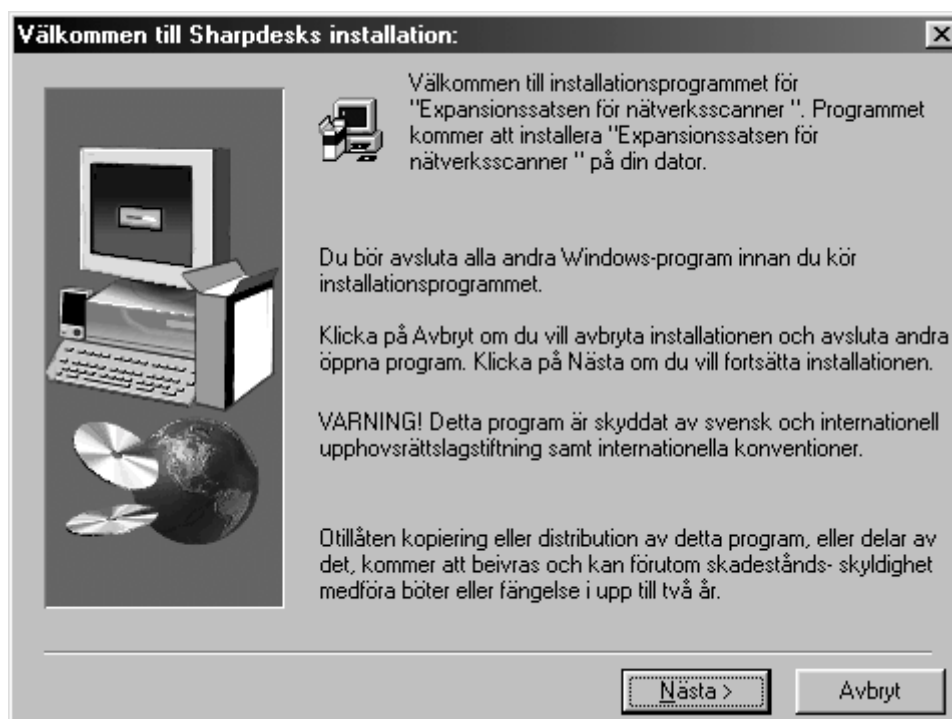 Välkommen till Sharpdesks installation:
Välkommen till installationsprogrammet för
"Expansionssatsen för nätverksscanner ". Programmet
kommer att installera "Expansionssatsen för
nätverksscanner " på din dator.
Du bör avsluta alla andra Windows-program innan du kör
installationsprogrammet.
Klicka på Avbryt om du vill avbryta installationen och avsluta andra
öppna program. Klicka på Nästa om du vill fortsätta installationen.
VARNING! Detta program är skyddat av svensk och internationell
upphovsrättslagstiftning samt internationella konventioner.
Otillåten kopiering eller distribution av detta program, eller delar av
det, kommer att beivras och kan förutom skadestånds- skyldighet
medföra böter eller fängelse i upp till två år.
Nästa >
Avbryt